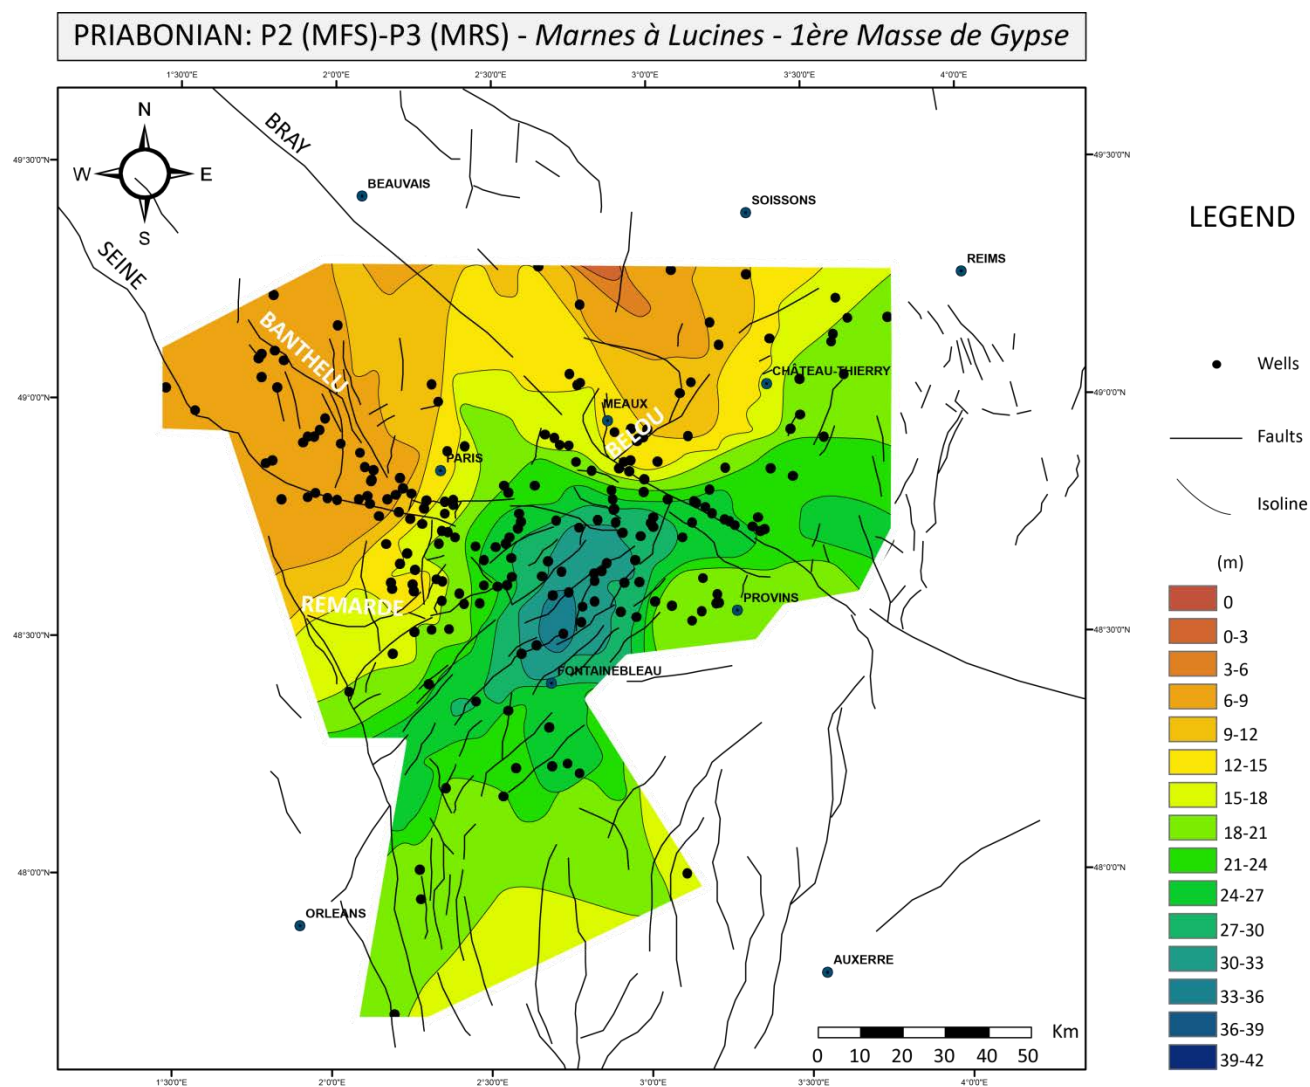 PRIABONIAN: P2 (MFS)-P3 (MRS) - Marnes à Lucines - 1ère Masse de Gypse
1°30'0"E 2°0'0"E 2°30'0"E 3°0'0"E 3°30'0"E 4°0'0"E
N
W E
S
BRAY
49°30'0"N
49°30'0"N
BEAUVAIS
SOISSONS
SEINE
REIMS
BANTHELU
CHÂTEAU-THIERRY
49°0'0"N
49°0'0"N
MEAUX
BELOU
PARIS
REMARDE
PROVINS
48°30'0"N
48°30'0"N
FONTAINEBLEAU
48°0'0"N
48°0'0"N
ORLEANS
AUXERRE
Km
0 10 20 30 40 50
1°30'0"E 2°0'0"E 2°30'0"E 3°0'0"E 3°30'0"E 4°0'0"E
LEGEND
Wells
Faults
Isoline
(m)
0
0-3
3-6
6-9
9-12
12-15
15-18
18-21
21-24
24-27
27-30
30-33
33-36
36-39
39-42